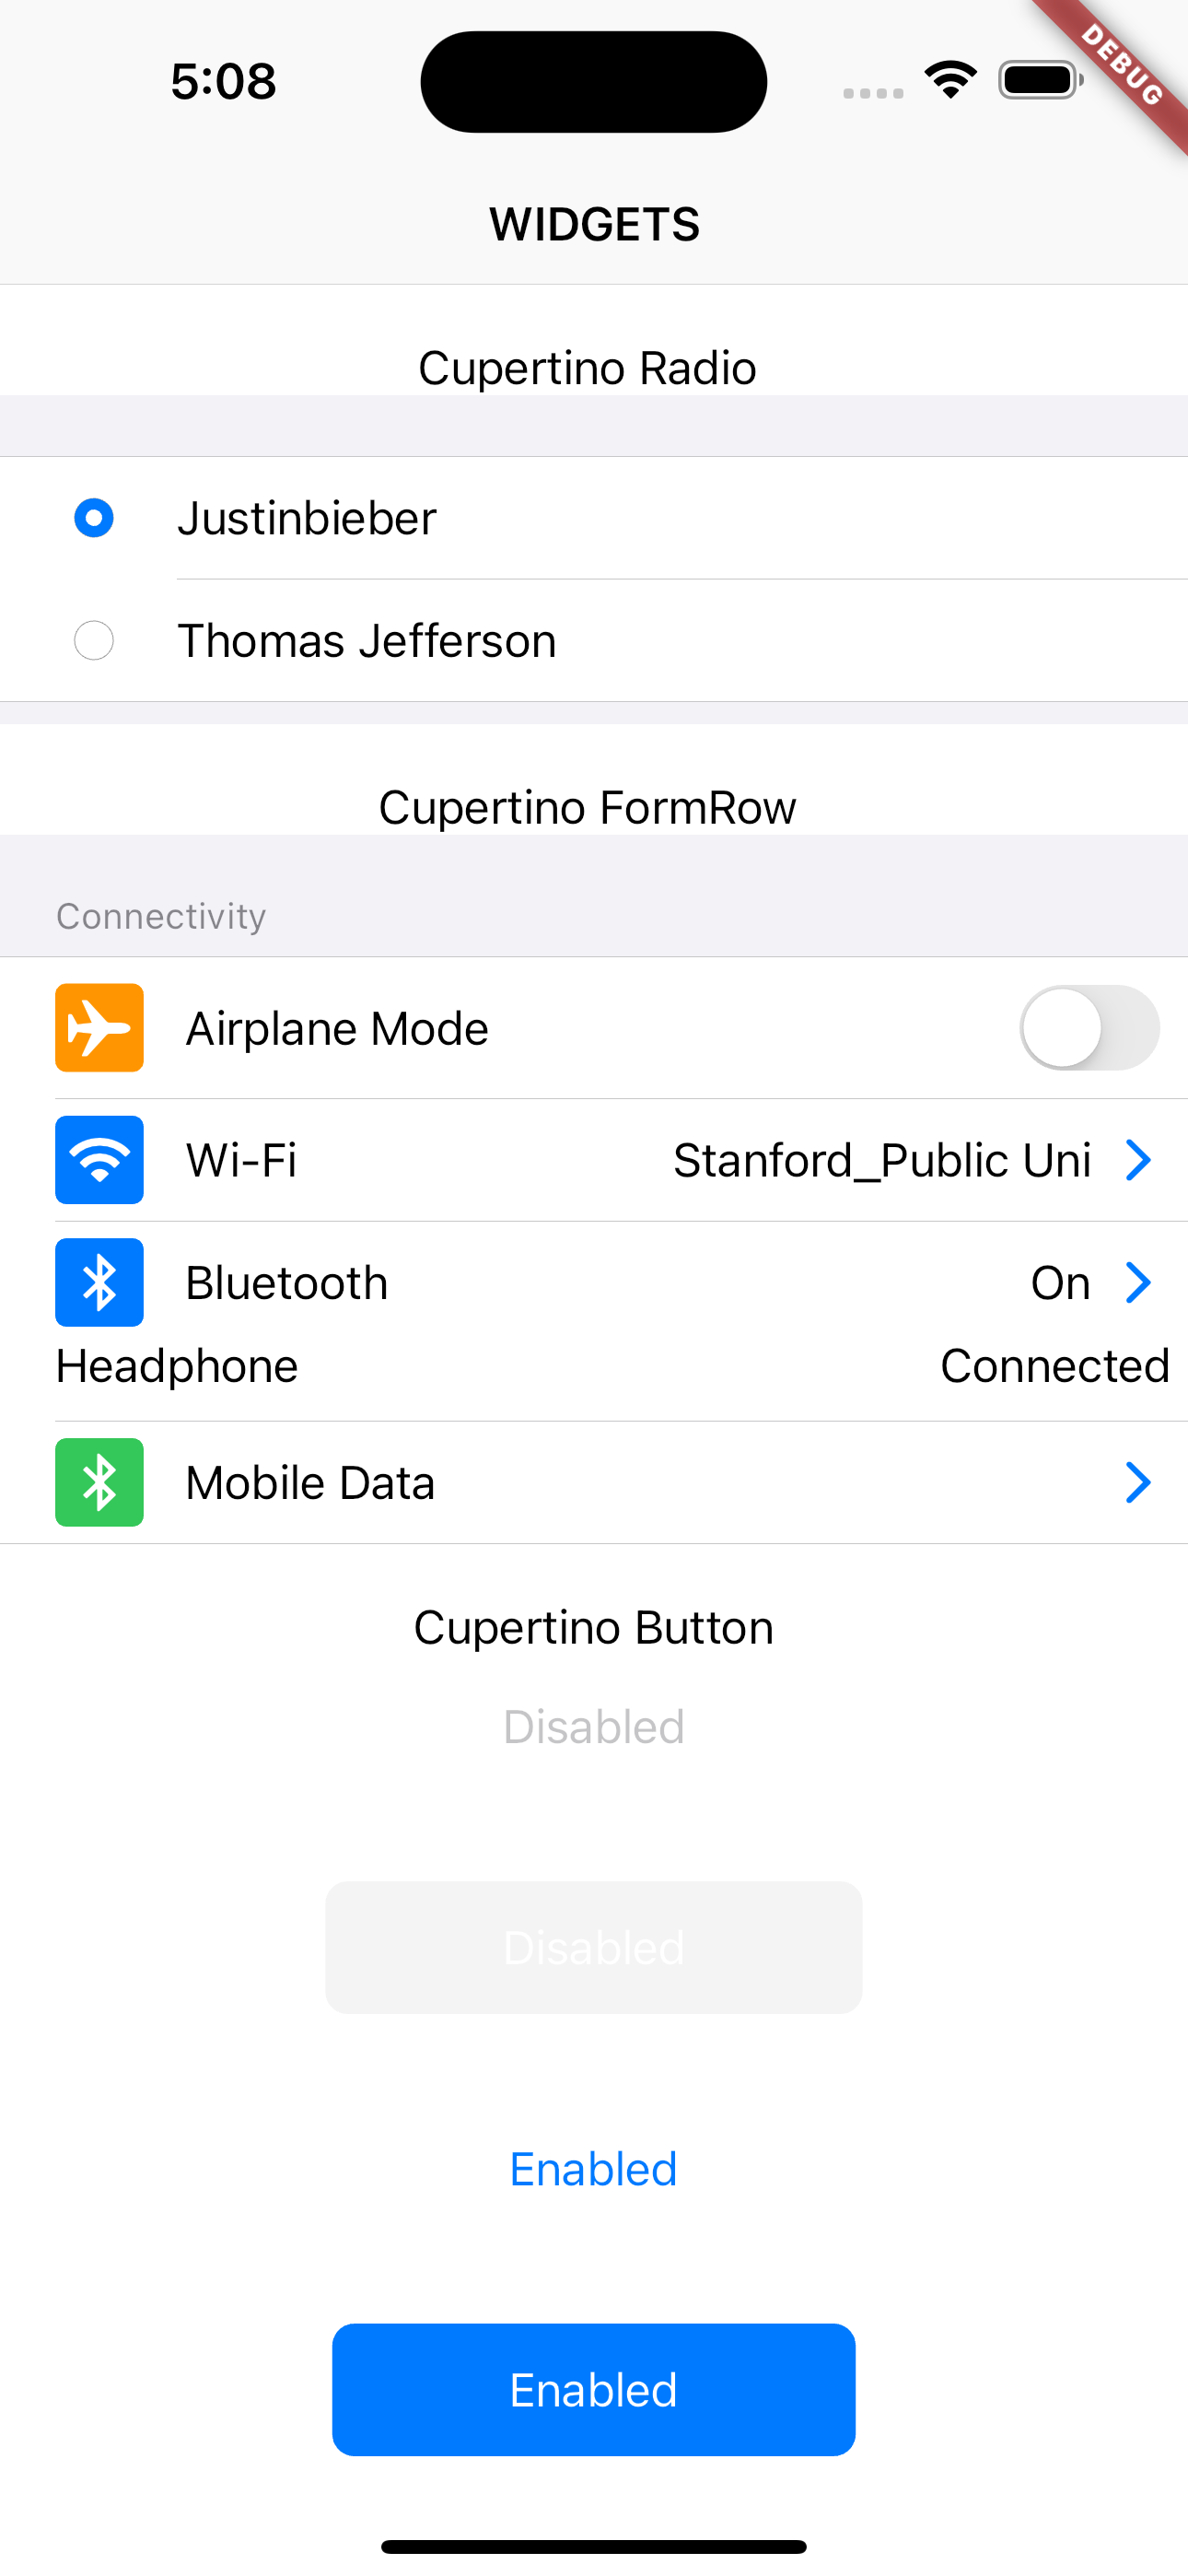 5:08
DEBUG
WIDGETS
Cupertino Radio
Justinbieber
Thomas Jefferson
Cupertino FormRow
Connectivity
Airplane Mode
Wi-Fi Stanford_Public Uni
Bluetooth On
Headphone Connected
Mobile Data
Cupertino Button
Disabled
Disabled
Enabled
Enabled